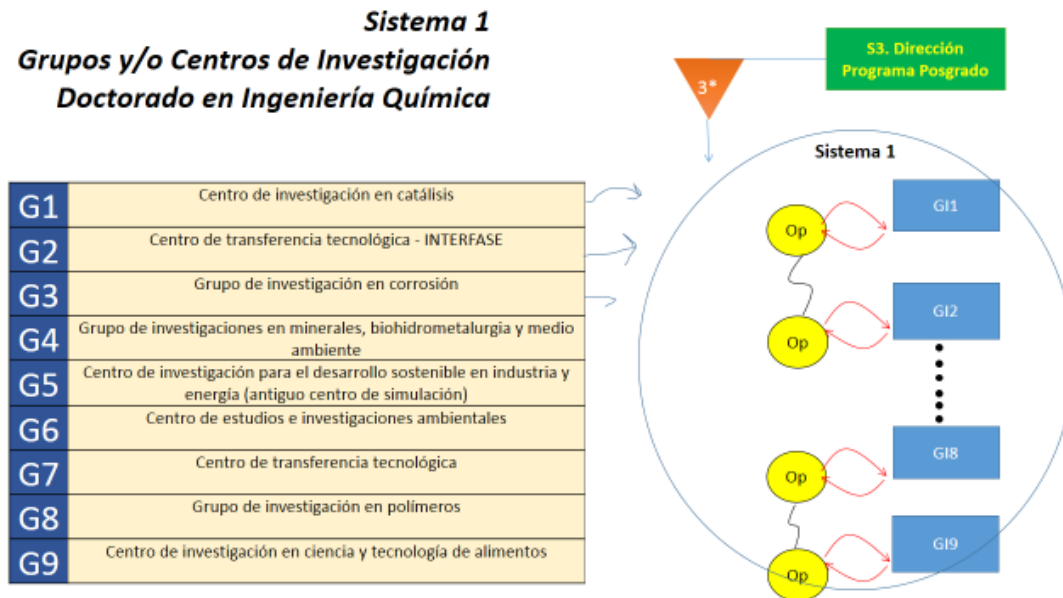 Sistema 1
Grupos y/o Centros de Investigación
Doctorado en Ingeniería Química
S3. Dirección
Programa Posgrado
3*
Sistema 1
G1
Centro de investigación en catálisis
G2
Centro de transferencia tecnológica - INTERFASE
G3
Grupo de investigación en corrosión
G4
Grupo de investigaciones en minerales, biohidrometalurgia y medio
ambiente
G5
Centro de investigación para el desarrollo sostenible en industria y
energía (antiguo centro de simulación)
G6
Centro de estudios e investigaciones ambientales
G7
Centro de transferencia tecnológica
G8
Grupo de investigación en polímeros
G9
Centro de investigación en ciencia y tecnología de alimentos
Op
GI1
Op
GI2
Op
GI8
Op
GI9